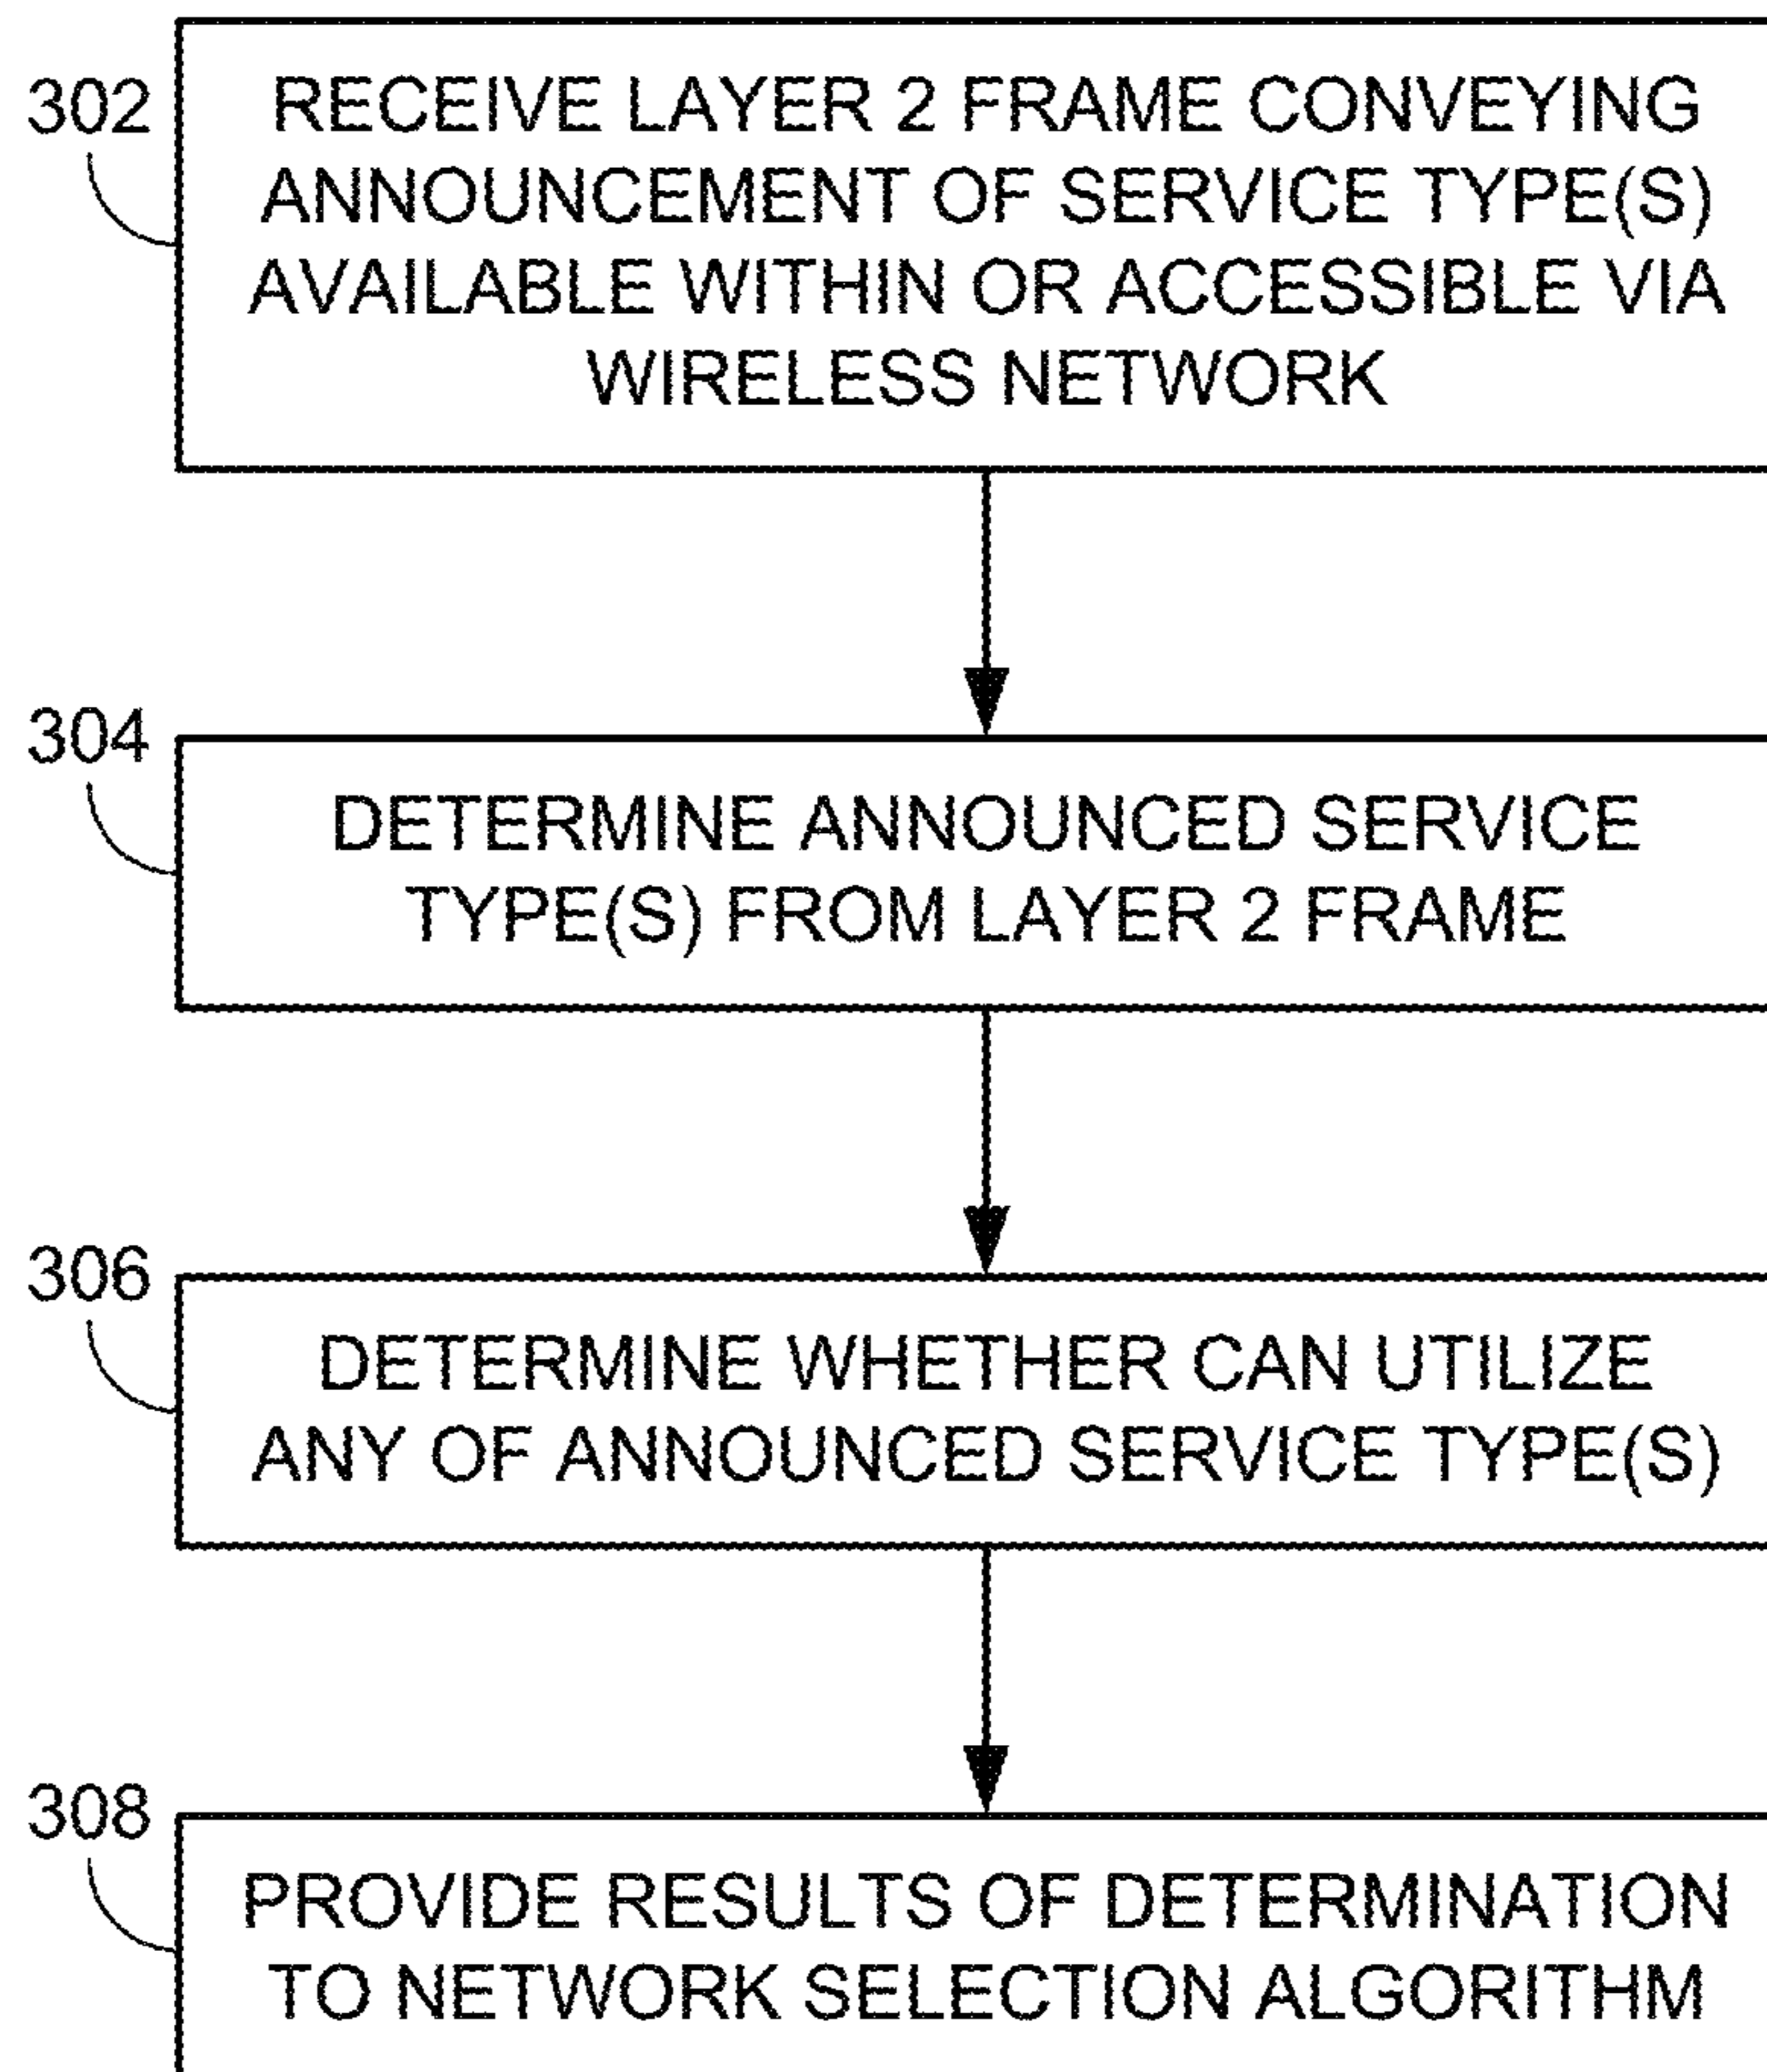 302
RECEIVE LAYER 2 FRAME CONVEYING
ANNOUNCEMENT OF SERVICE TYPE(S)
AVAILABLE WITHIN OR ACCESSIBLE VIA
WIRELESS NETWORK
304
DETERMINE ANNOUNCED SERVICE
TYPE(S) FROM LAYER 2 FRAME
306
DETERMINE WHETHER CAN UTILIZE
ANY OF ANNOUNCED SERVICE TYPE(S)
308
PROVIDE RESULTS OF DETERMINATION
TO NETWORK SELECTION ALGORITHM